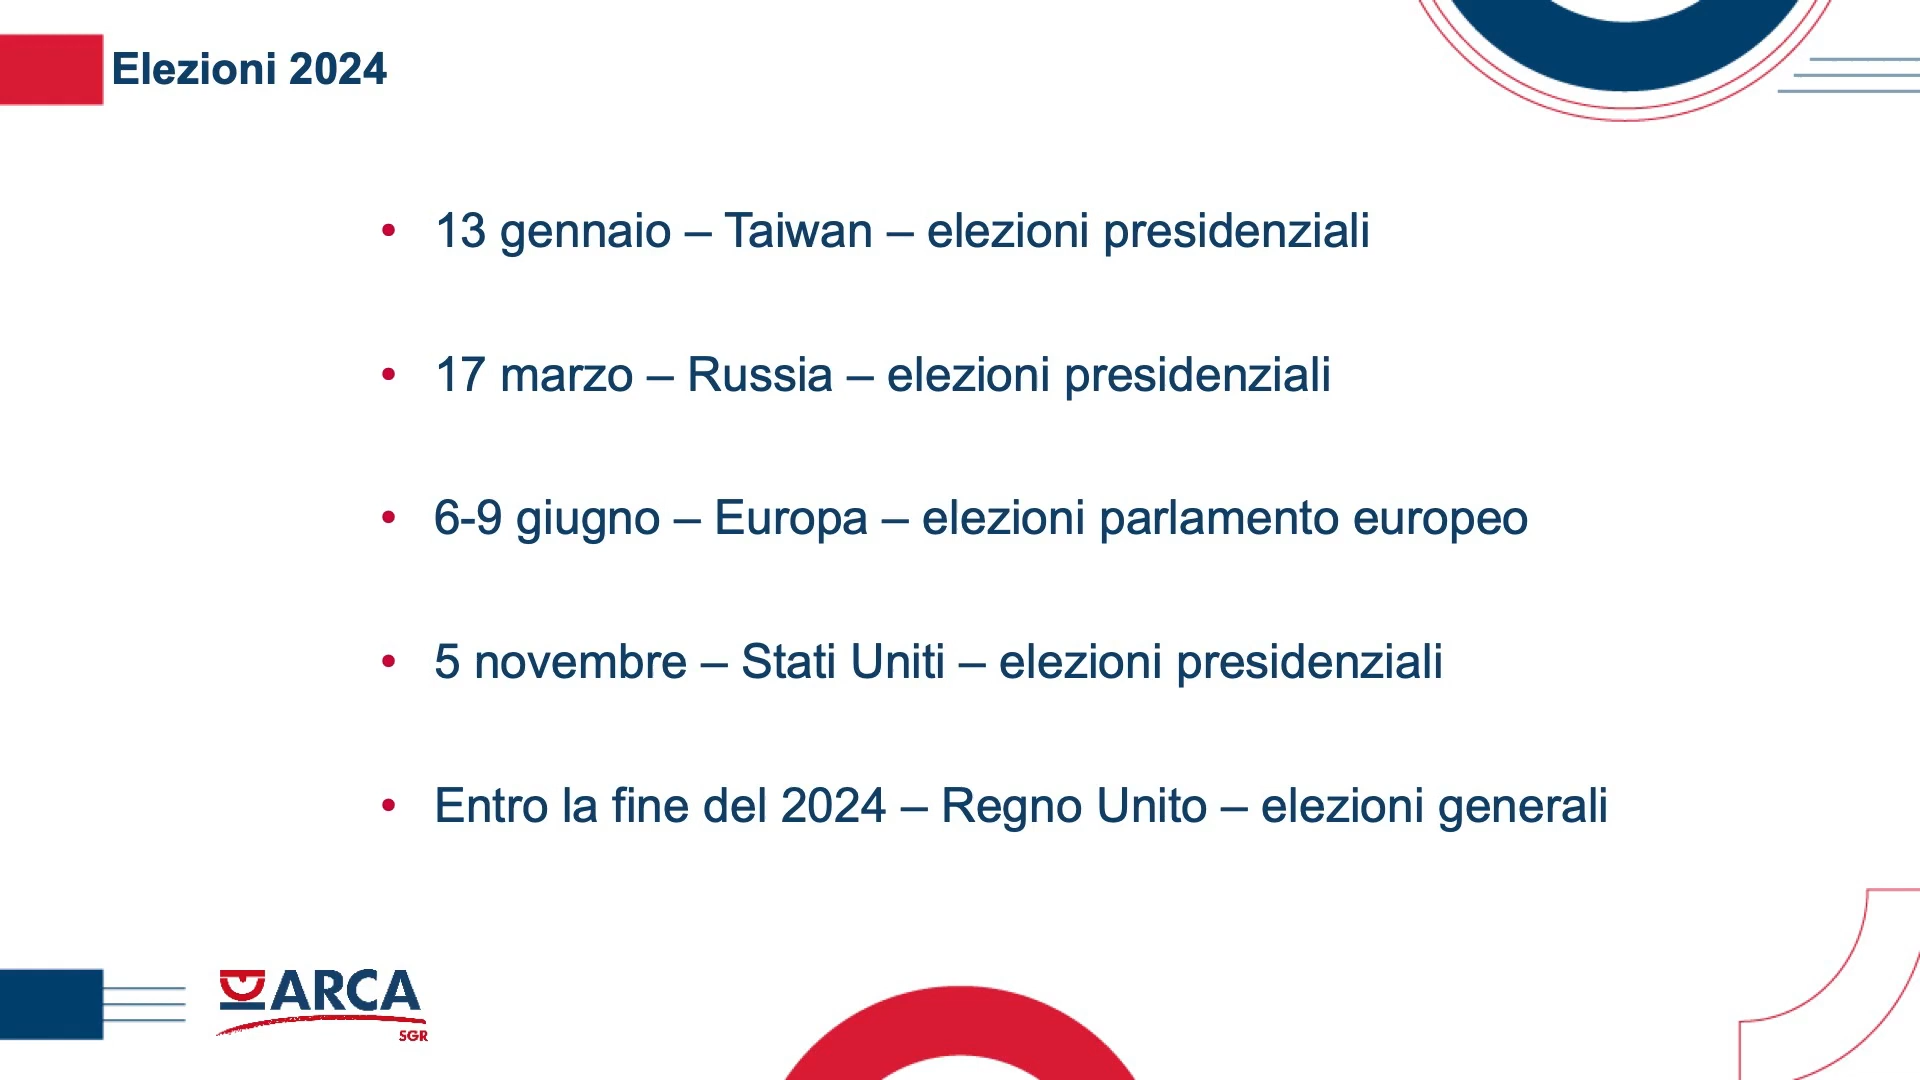 Elezioni 2024
• 13 gennaio – Taiwan – elezioni presidenziali
• 17 marzo – Russia – elezioni presidenziali
• 6-9 giugno – Europa – elezioni parlamento europeo
• 5 novembre – Stati Uniti – elezioni presidenziali
• Entro la fine del 2024 – Regno Unito – elezioni generali
ARCA
SGR